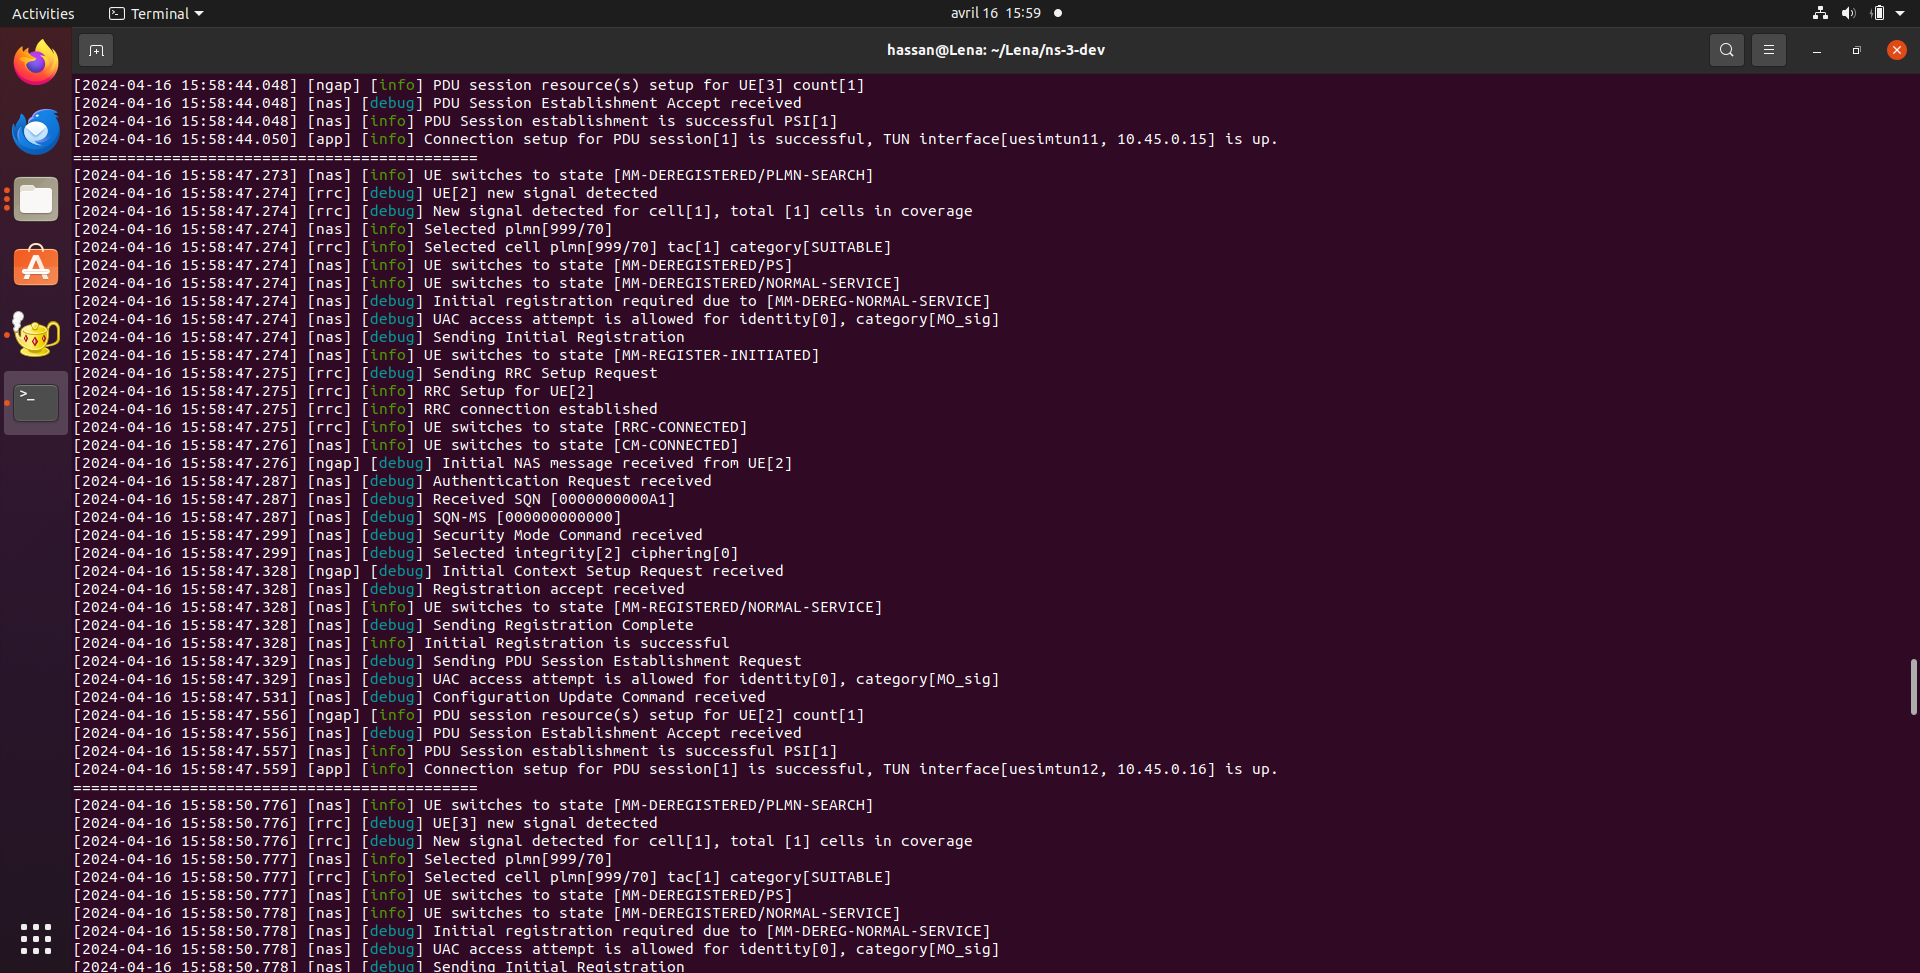 Activities
Terminal
avril 16 15:59
hassan@Lena: ~/Lena/ns-3-dev
[2024-04-16 15:58:44.048] [ngap] [info] PDU session resource(s) setup for UE[3] count[1]
[2024-04-16 15:58:44.048] [nas] [debug] PDU Session Establishment Accept received
[2024-04-16 15:58:44.048] [nas] [info] PDU Session establishment is successful PSI[1]
[2024-04-16 15:58:44.050] [app] [info] Connection setup for PDU session[1] is successful, TUN interface[uesimtun11, 10.45.0.15] is up.
=============================================
[2024-04-16 15:58:47.273] [nas] [info] UE switches to state [MM-DEREGISTERED/PLMN-SEARCH]
[2024-04-16 15:58:47.274] [rrc] [debug] UE[2] new signal detected
[2024-04-16 15:58:47.274] [rrc] [debug] New signal detected for cell[1], total [1] cells in coverage
[2024-04-16 15:58:47.274] [nas] [info] Selected plmn[999/70]
[2024-04-16 15:58:47.274] [rrc] [info] Selected cell plmn[999/70] tac[1] category[SUITABLE]
[2024-04-16 15:58:47.274] [nas] [info] UE switches to state [MM-DEREGISTERED/PS]
[2024-04-16 15:58:47.274] [nas] [info] UE switches to state [MM-DEREGISTERED/NORMAL-SERVICE]
[2024-04-16 15:58:47.274] [nas] [debug] Initial registration required due to [MM-DEREG-NORMAL-SERVICE]
[2024-04-16 15:58:47.274] [nas] [debug] UAC access attempt is allowed for identity[0], category[MO_sig]
[2024-04-16 15:58:47.274] [nas] [debug] Sending Initial Registration
[2024-04-16 15:58:47.274] [nas] [info] UE switches to state [MM-REGISTER-INITIATED]
[2024-04-16 15:58:47.275] [rrc] [debug] Sending RRC Setup Request
[2024-04-16 15:58:47.275] [rrc] [info] RRC Setup for UE[2]
[2024-04-16 15:58:47.275] [rrc] [info] RRC connection established
[2024-04-16 15:58:47.275] [rrc] [info] UE switches to state [RRC-CONNECTED]
[2024-04-16 15:58:47.276] [nas] [info] UE switches to state [CM-CONNECTED]
[2024-04-16 15:58:47.276] [ngap] [debug] Initial NAS message received from UE[2]
[2024-04-16 15:58:47.287] [nas] [debug] Authentication Request received
[2024-04-16 15:58:47.287] [nas] [debug] Received SQN [0000000000A1]
[2024-04-16 15:58:47.287] [nas] [debug] SQN-MS [000000000000]
[2024-04-16 15:58:47.299] [nas] [debug] Security Mode Command received
[2024-04-16 15:58:47.299] [nas] [debug] Selected integrity[2] ciphering[0]
[2024-04-16 15:58:47.328] [ngap] [debug] Initial Context Setup Request received
[2024-04-16 15:58:47.328] [nas] [debug] Registration accept received
[2024-04-16 15:58:47.328] [nas] [info] UE switches to state [MM-REGISTERED/NORMAL-SERVICE]
[2024-04-16 15:58:47.328] [nas] [debug] Sending Registration Complete
[2024-04-16 15:58:47.328] [nas] [info] Initial Registration is successful
[2024-04-16 15:58:47.329] [nas] [debug] Sending PDU Session Establishment Request
[2024-04-16 15:58:47.329] [nas] [debug] UAC access attempt is allowed for identity[0], category[MO_sig]
[2024-04-16 15:58:47.531] [nas] [debug] Configuration Update Command received
[2024-04-16 15:58:47.556] [ngap] [info] PDU session resource(s) setup for UE[2] count[1]
[2024-04-16 15:58:47.556] [nas] [debug] PDU Session Establishment Accept received
[2024-04-16 15:58:47.557] [nas] [info] PDU Session establishment is successful PSI[1]
[2024-04-16 15:58:47.559] [app] [info] Connection setup for PDU session[1] is successful, TUN interface[uesimtun12, 10.45.0.16] is up.
=============================================
[2024-04-16 15:58:50.776] [nas] [info] UE switches to state [MM-DEREGISTERED/PLMN-SEARCH]
[2024-04-16 15:58:50.776] [rrc] [debug] UE[3] new signal detected
[2024-04-16 15:58:50.776] [rrc] [debug] New signal detected for cell[1], total [1] cells in coverage
[2024-04-16 15:58:50.777] [nas] [info] Selected plmn[999/70]
[2024-04-16 15:58:50.777] [rrc] [info] Selected cell plmn[999/70] tac[1] category[SUITABLE]
[2024-04-16 15:58:50.777] [nas] [info] UE switches to state [MM-DEREGISTERED/PS]
[2024-04-16 15:58:50.778] [nas] [info] UE switches to state [MM-DEREGISTERED/NORMAL-SERVICE]
[2024-04-16 15:58:50.778] [nas] [debug] Initial registration required due to [MM-DEREG-NORMAL-SERVICE]
[2024-04-16 15:58:50.778] [nas] [debug] UAC access attempt is allowed for identity[0], category[MO_sig]
[2024-04-16 15:58:50.778] [nas] [debug] Sending Initial Registration